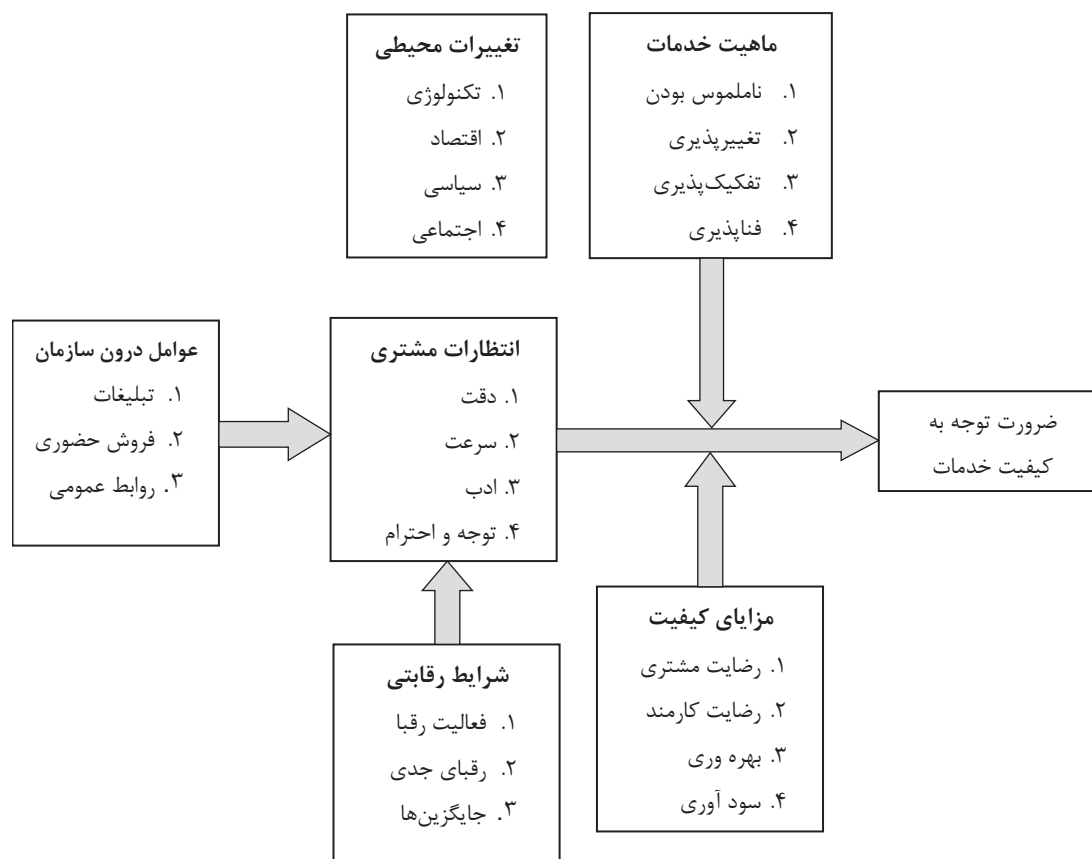 ماهیت خدمات
۱. ناملموس بودن
۲. تغییرپذیری
۳. تفکیک‌پذیری
۴. فناپذیری
تغییرات محیطی
۱. تکنولوژی
۲. اقتصاد
۳. سیاسی
۴. اجتماعی
ضرورت توجه به
کیفیت خدمات
انتظارات مشتری
۱. دقت
۲. سرعت
۳. ادب
۴. توجه و احترام
عوامل درون سازمان
۱. تبلیغات
۲. فروش حضوری
۳. روابط عمومی
مزایای کیفیت
۱. رضایت مشتری
۲. رضایت کارمند
۳. بهره وری
۴. سود آوری
شرایط رقابتی
۱. فعالیت رقبا
۲. رقبای جدی
۳. جایگزین‌ها